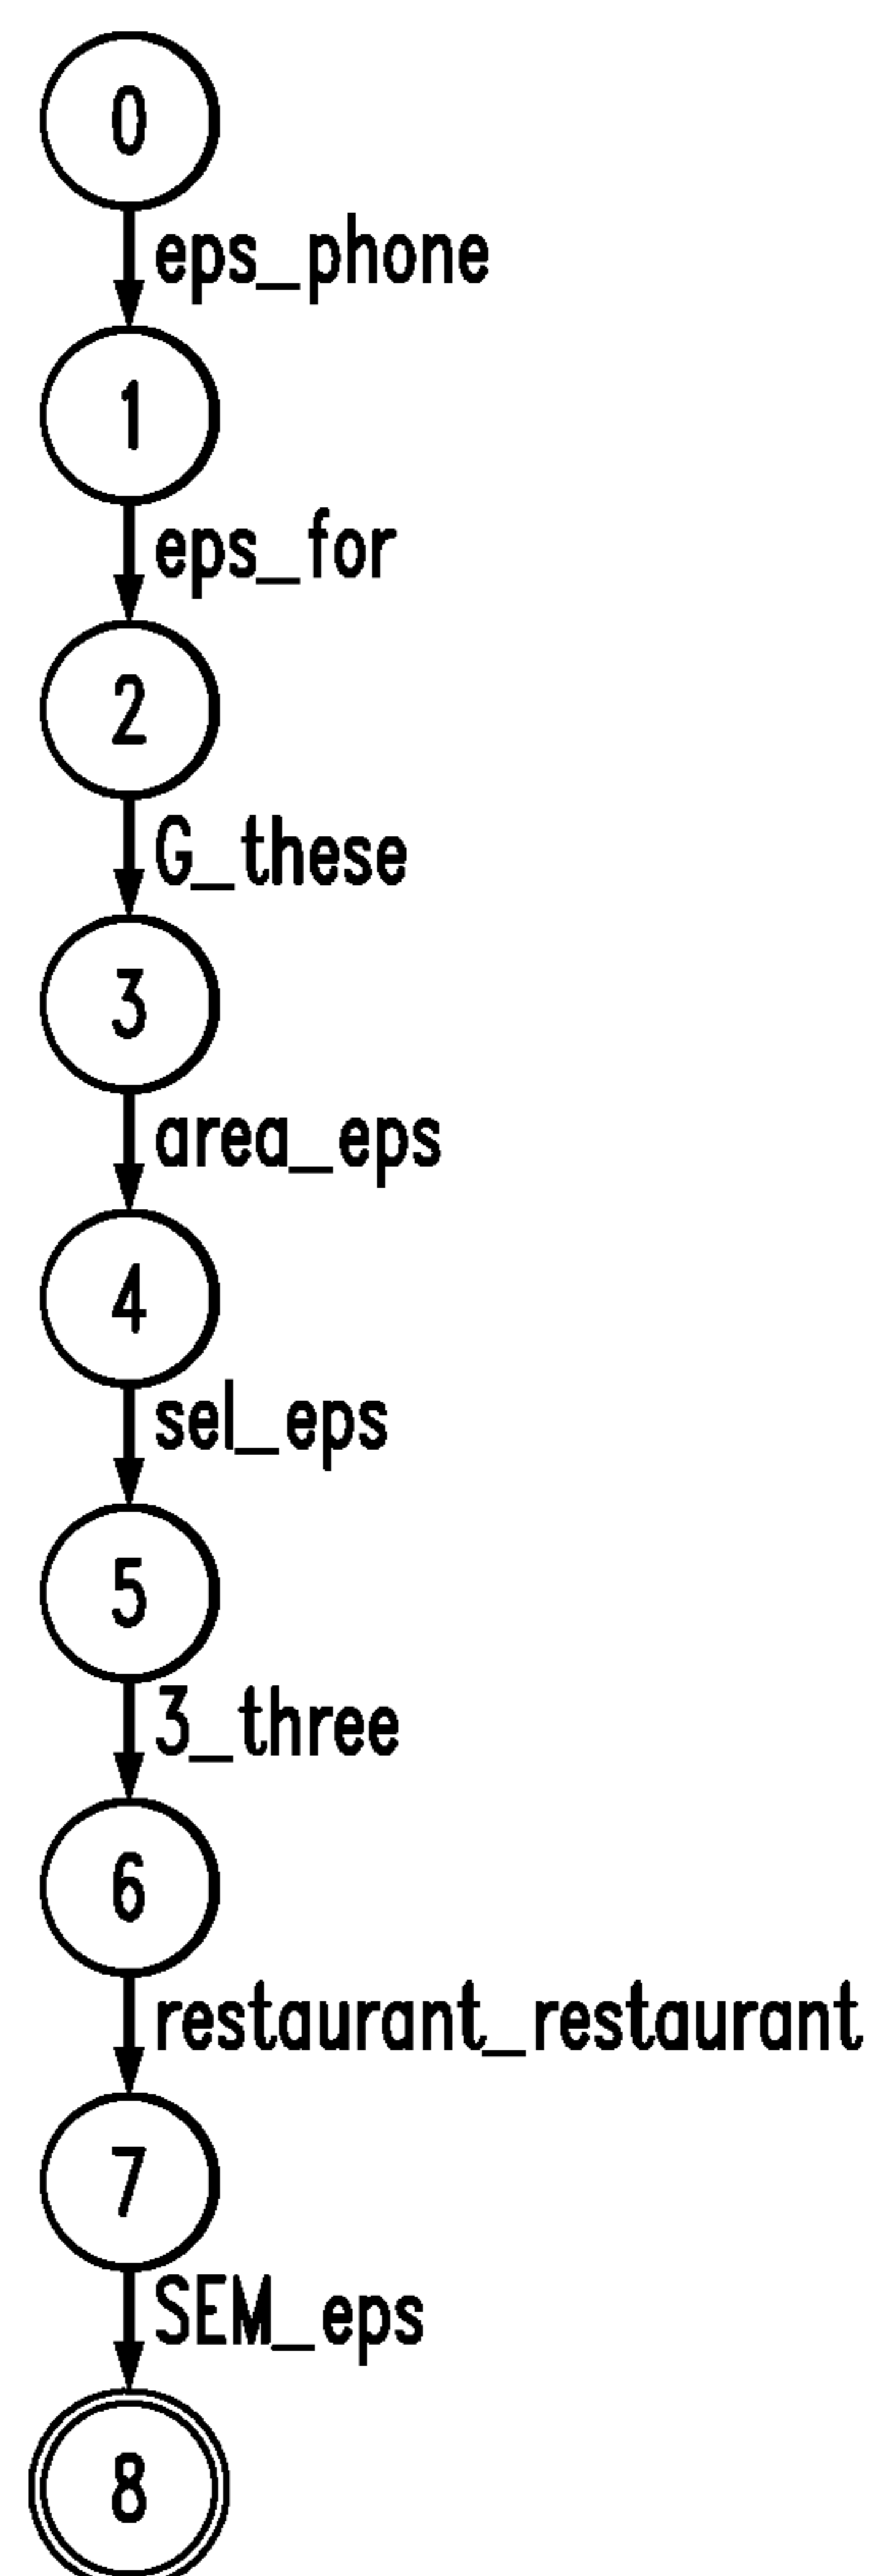 0
eps_phone
1
eps_for
2
G_these
3
area_eps
4
sel_eps
5
3_three
6
restaurant_restaurant
7
SEM_eps
8